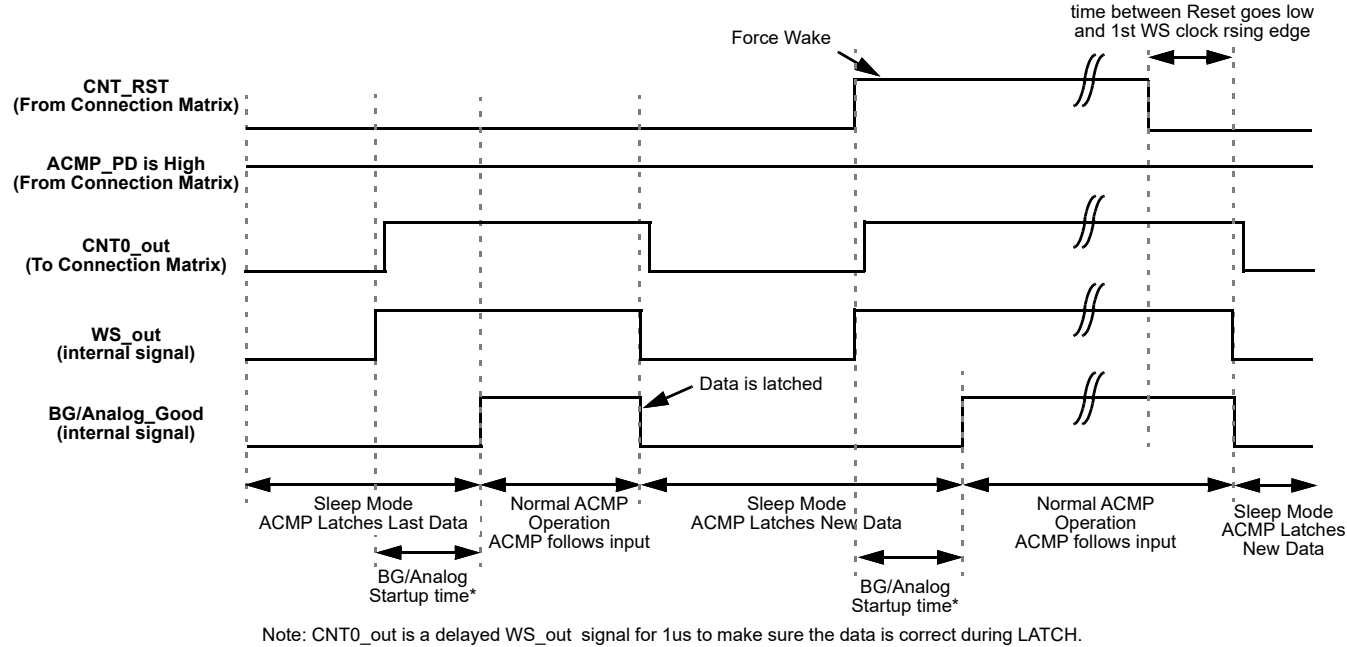 time between Reset goes low
and 1st WS clock rsing edge
Force Wake
CNT_RST
(From Connection Matrix)
ACMP_PD is High
(From Connection Matrix)
CNT0_out
(To Connection Matrix)
WS_out
(internal signal)
Data is latched
BG/Analog_Good
(internal signal)
Sleep Mode
ACMP Latches Last Data
Normal ACMP
Operation
ACMP follows input
Sleep Mode
ACMP Latches New Data
Normal ACMP
Operation
ACMP follows input
Sleep Mode
ACMP Latches
New Data
BG/Analog
Startup time*
BG/Analog
Startup time*
Note: CNT0_out is a delayed WS_out signal for 1us to make sure the data is correct during LATCH.